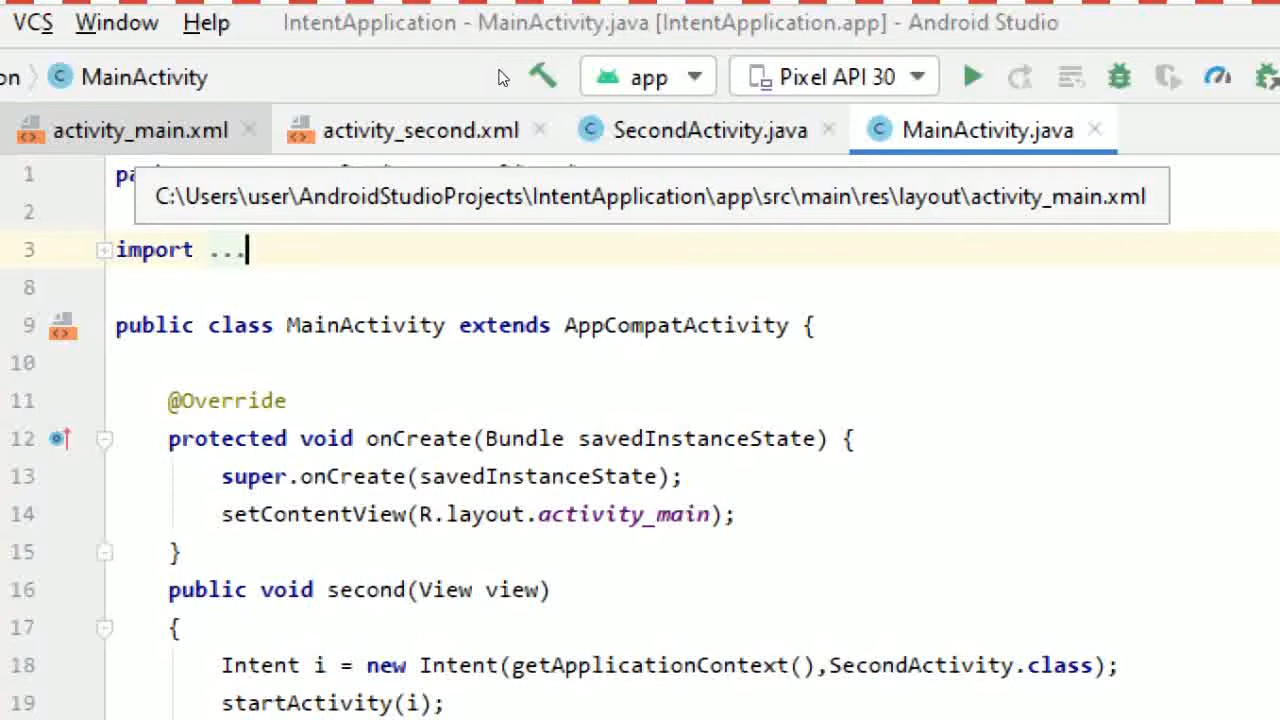 VCS Window Help IntentApplication - MainActivity.java [IntentApplication.app] - Android Studio
on MainActivity app Pixel API 30
activity_main.xml activity_second.xml SecondActivity.java MainActivity.java
1
C:\Users\user\AndroidStudioProjects\IntentApplication\app\src\main\res\layout\activity_main.xml
2
3 import ...
8
9 public class MainActivity extends AppCompatActivity {
10
11 @Override
12 protected void onCreate(Bundle savedInstanceState) {
13 super.onCreate(savedInstanceState);
14 setContentView(R.layout.activity_main);
15 }
16 public void second(View view)
17 {
18 Intent i = new Intent(getApplicationContext(),SecondActivity.class);
19 startActivity(i);